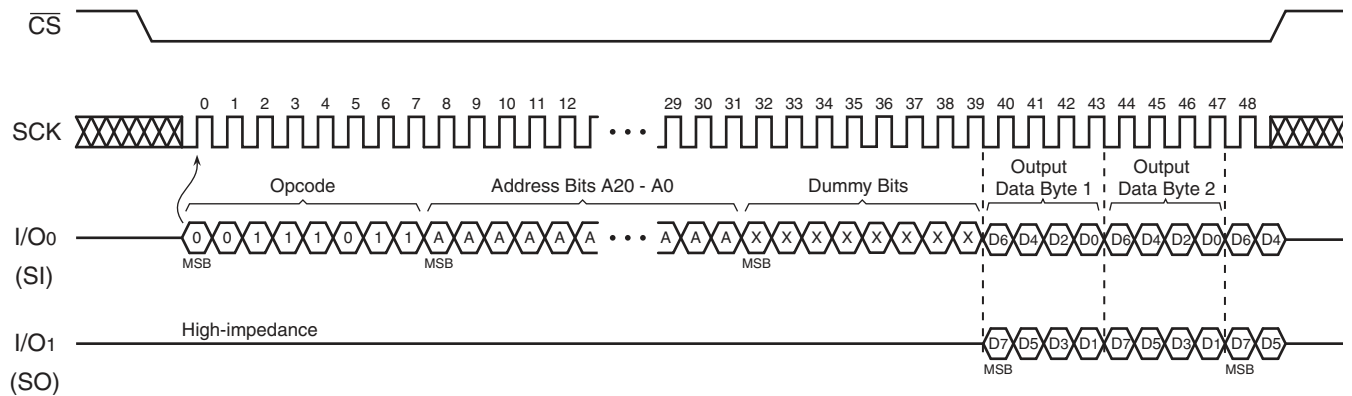 CS
0 1 2 3 4 5 6 7 8 9 10 11 12 29 30 31 32 33 34 35 36 37 38 39 40 41 42 43 44 45 46 47 48
SCK
Opcode
Address Bits A20 - A0
Dummy Bits
Output
Data Byte 1
Output
Data Byte 2
I/O0
(SI)
0 0 1 1 1 0 1 1 A A A A A A A A A X X X X X X X X D6 D4 D2 D0 D6 D4 D2 D0 D6 D4
MSB MSB MSB
High-impedance
I/O1
(SO)
D7 D5 D3 D1 D7 D5 D3 D1 D7 D5
MSB MSB